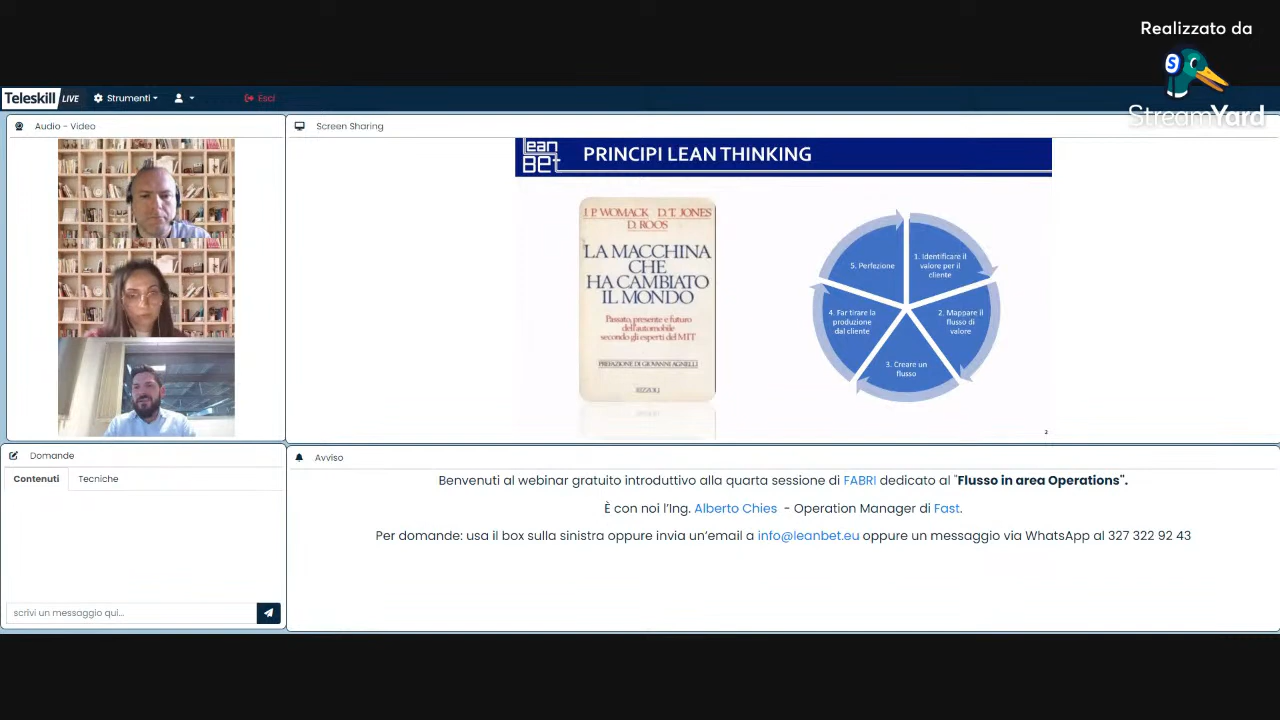 Realizzato da
StreamYard
Teleskill LIVE
Strumenti
Esci
Audio - Video
Screen Sharing
lean
BET
PRINCIPI LEAN THINKING
J. P. WOMACK D. T. JONES
D. ROOS
LA MACCHINA
CHE
HA CAMBIATO
IL MONDO
Passato, presente e futuro
dell'automobile
secondo gli esperti del MIT
PREFAZIONE DI GIOVANNI AGNELLI
RIZZOLI
1. Identificare il
valore per il
cliente
2. Mappare il
flusso di
valore
3. Creare un
flusso
4. Far tirare la
produzione
dal cliente
5. Perfezione
2
Domande
Contenuti
Tecniche
scrivi un messaggio qui...
Avviso
Benvenuti al webinar gratuito introduttivo alla quarta sessione di FABRI dedicato al "Flusso in area Operations".
È con noi l'Ing. Alberto Chies - Operation Manager di Fast.
Per domande: usa il box sulla sinistra oppure invia un'email a info@leanbet.eu oppure un messaggio via WhatsApp al 327 322 92 43